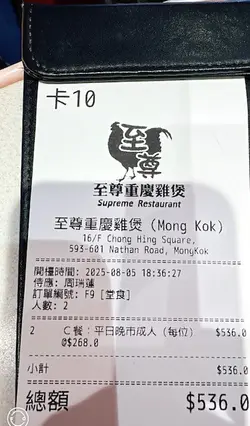 卡10
至尊
至尊重慶雞煲
Supreme Restaurant
至尊重慶雞煲 (Mong Kok)
16/F Chong Hing Square,
593-601 Nathan Road, MongKok
開檯時間: 2025-08-05 18:36:27
侍應: 周瑞蓮
訂單編號: F9 [堂食]
人數: 2
2 C餐：平日晚市成人（每位） $536.0
@$268.0
小計 $536.0
總額 $536.0